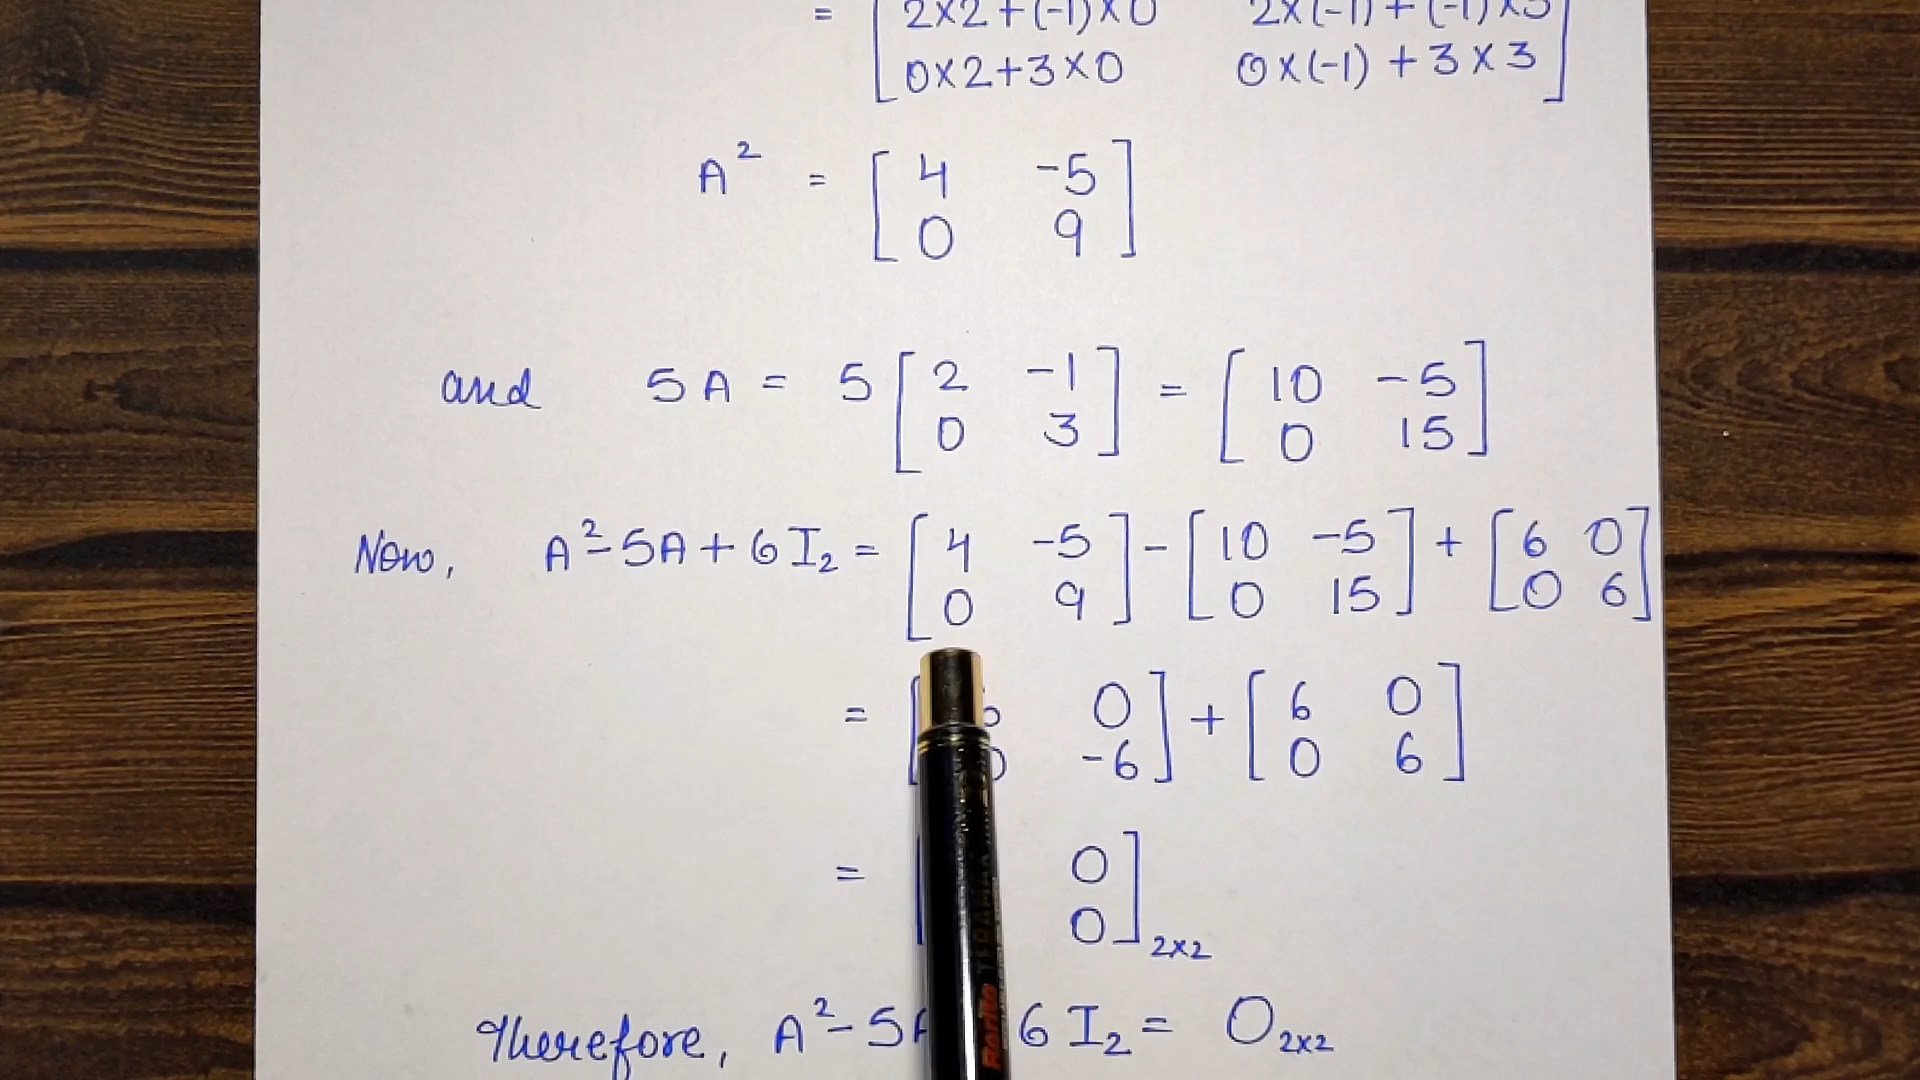 = [ 2×2+(-1)×0 2×(-1)+(-1)×3
0×2+3×0 0×(-1)+3×3 ]
A² = [ 4 -5
0 9 ]
and 5A = 5 [ 2 -1
0 3 ] = [ 10 -5
0 15 ]
Now, A²-5A+6I₂ = [ 4 -5
0 9 ] - [ 10 -5
0 15 ] + [ 6 0
0 6 ]
= [ 0
-6 ] + [ 6 0
0 6 ]
= [ 0
0 ]2×2
Therefore, A²-5A 6I₂ = O2×2